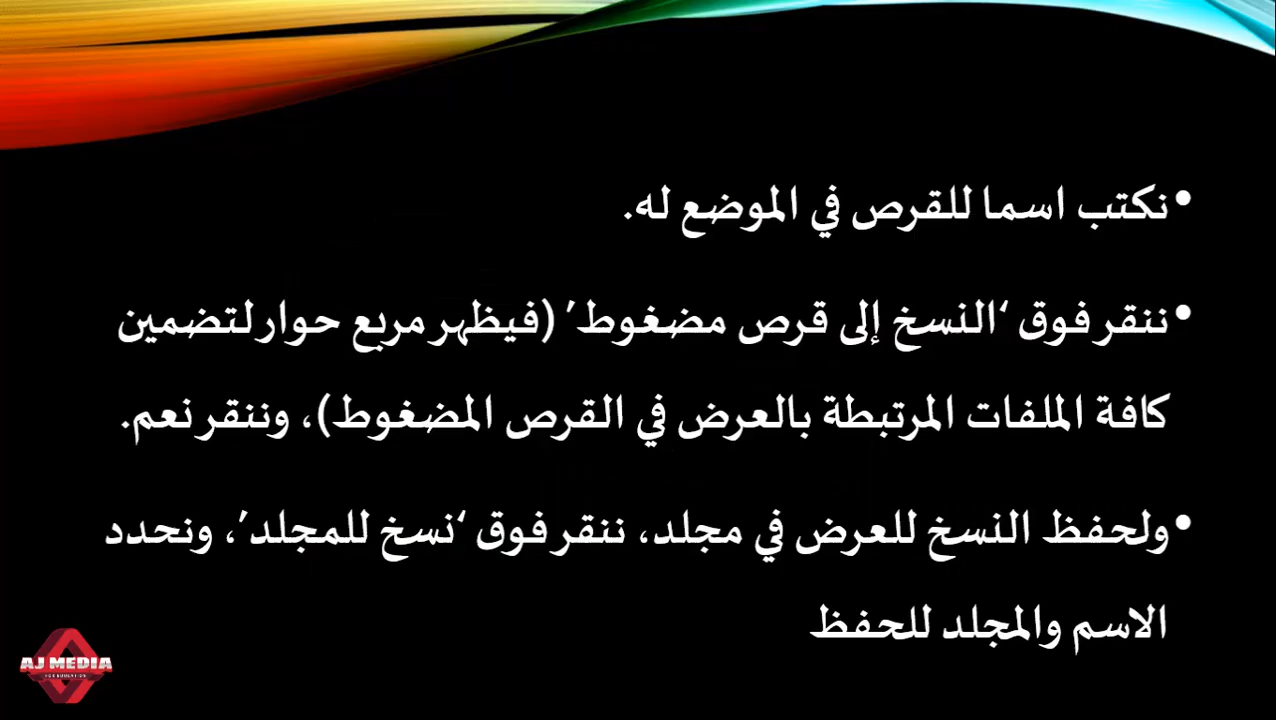 •نكتب اسما للقرص في الموضع له.
•ننقر فوق ‘النسخ إلى قرص مضغوط’ (فيظهر مربع حوار لتضمين
كافة الملفات المرتبطة بالعرض في القرص المضغوط)، وننقر نعم.
•ولحفظ النسخ للعرض في مجلد، ننقر فوق ‘نسخ للمجلد’، ونحدد
الاسم والمجلد للحفظ
AJ MEDIA
FOR EDUCATION